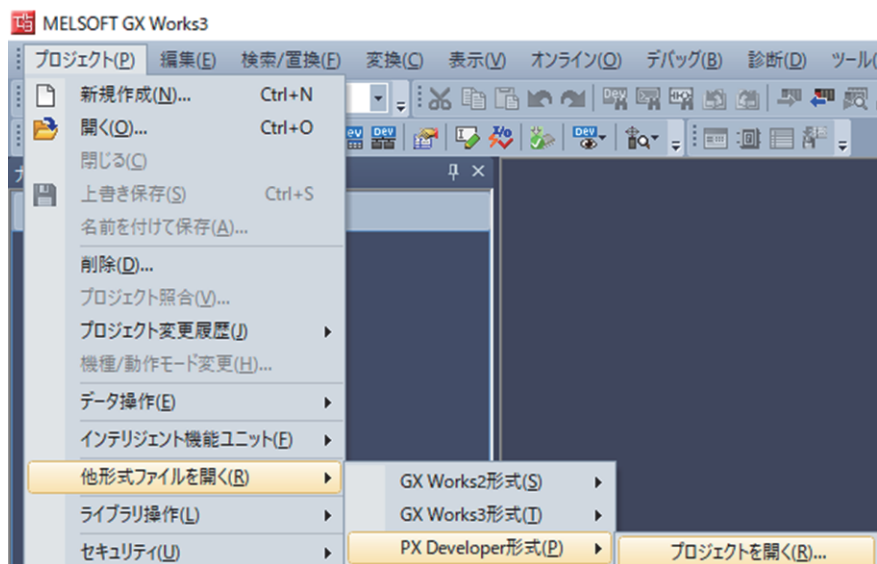 MELSOFT GX Works3
プロジェクト(P) 編集(E) 検索/置換(F) 変換(C) 表示(V) オンライン(O) デバッグ(B) 診断(D) ツール(
新規作成(N)... Ctrl+N
開く(O)... Ctrl+O
閉じる(C)
上書き保存(S) Ctrl+S
名前を付けて保存(A)...
削除(D)...
プロジェクト照合(V)...
プロジェクト変更履歴(J)
機種/動作モード変更(H)...
データ操作(E)
インテリジェント機能ユニット(F)
他形式ファイルを開く(R)
GX Works2形式(S)
ライブラリ操作(L)
GX Works3形式(T)
セキュリティ(U)
PX Developer形式(P)
プロジェクトを開く(R)...